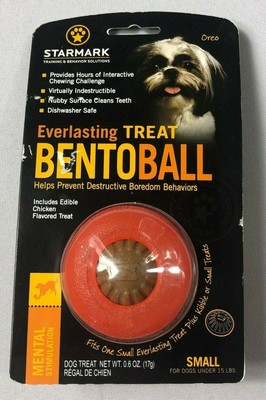 STARMARK
TRAINING & BEHAVIOR SOLUTIONS
Oreo
• Provides Hours of Interactive
Chewing Challenge
• Virtually Indestructible
• Nubby Surface Cleans Teeth
• Dishwasher Safe
Everlasting TREAT
BENTOBALL
Helps Prevent Destructive Boredom Behaviors
Includes Edible
Chicken
Flavored Treat
Fits One Small Everlasting Treat Plus Kibble or Small Treats
MENTAL
STIMULATION
DOG TREAT NET WT. 0.6 OZ. (17g)
RÉGAL DE CHIEN
SMALL
FOR DOGS UNDER 15 LBS